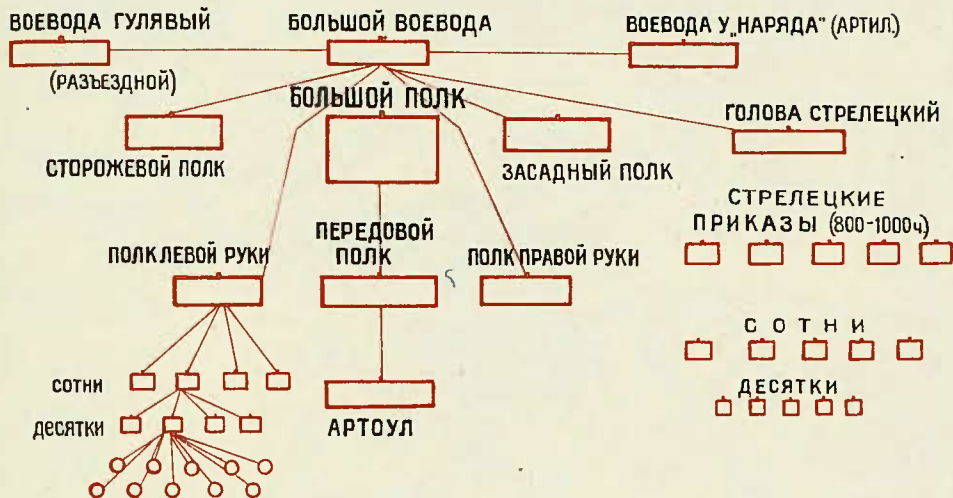 ВОЕВОДА ГУЛЯВЫЙ
БОЛЬШОЙ ВОЕВОДА
ВОЕВОДА У„НАРЯДА" (АРТИЛ.)
(РАЗЪЕЗДНОЙ)
БОЛЬШОЙ ПОЛК
ГОЛОВА СТРЕЛЕЦКИЙ
СТОРОЖЕВОЙ ПОЛК
ЗАСАДНЫЙ ПОЛК
СТРЕЛЕЦКИЕ
ПРИКАЗЫ (800-1000ч)
ПОЛК ЛЕВОЙ РУКИ
ПЕРЕДОВОЙ
ПОЛК
ПОЛК ПРАВОЙ РУКИ
СОТНИ
СОТНИ
ДЕСЯТКИ
ДЕСЯТКИ
АРТОУЛ